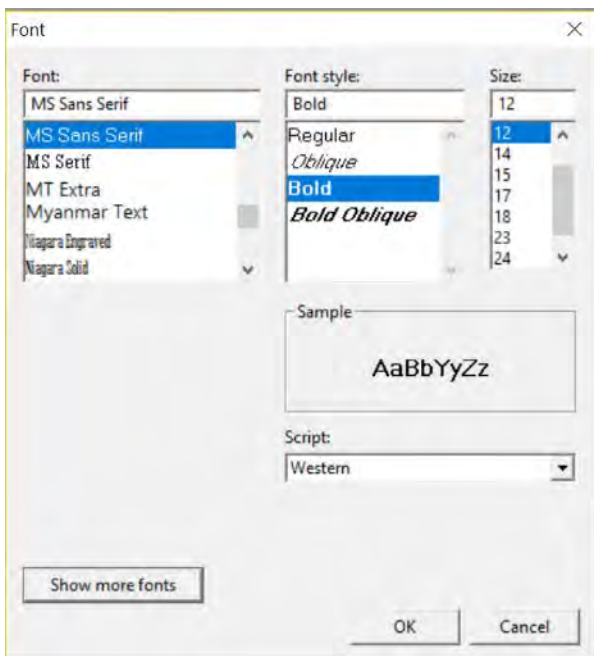 Font
Font:
MS Sans Serif
MS Sans Serif
MS Serif
MT Extra
Myanmar Text
Niagara Engraved
Niagara Solid
Font style:
Bold
Regular
Oblique
Bold
Bold Oblique
Size:
12
12
14
15
17
18
23
24
Sample
AaBbYyZz
Script:
Western
Show more fonts
OK
Cancel